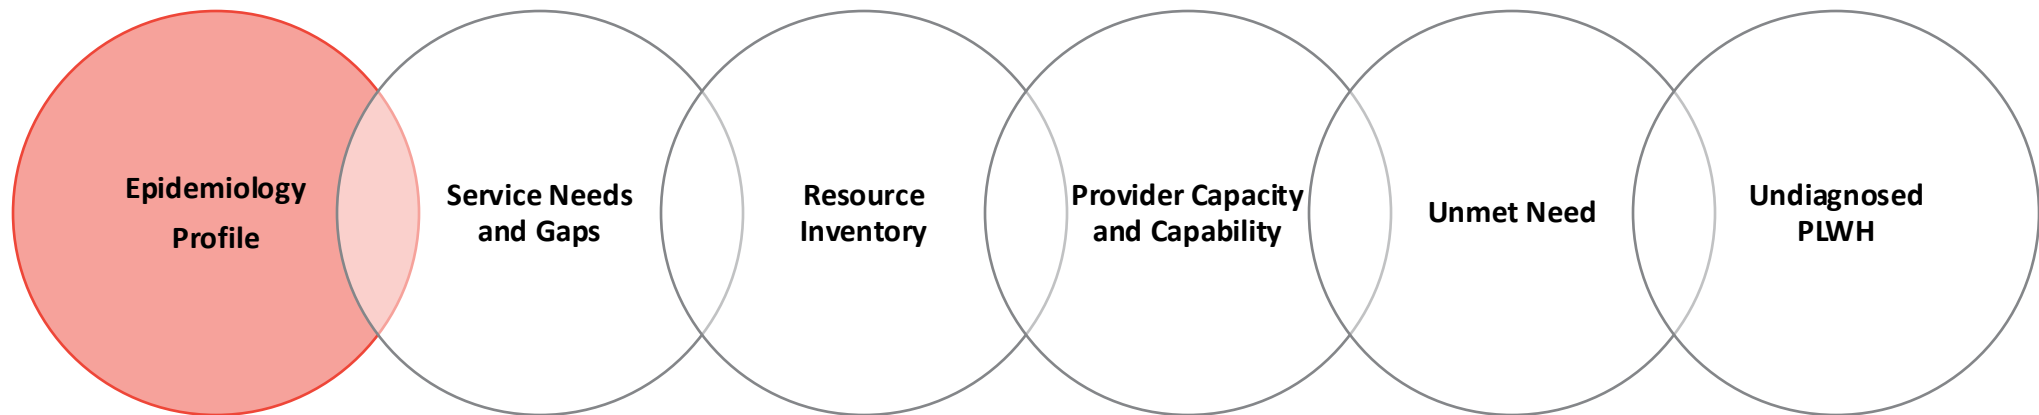 Epidemiology
Profile
Service Needs
and Gaps
Resource
Inventory
Provider Capacity
and Capability
Unmet Need
Undiagnosed
PLWH